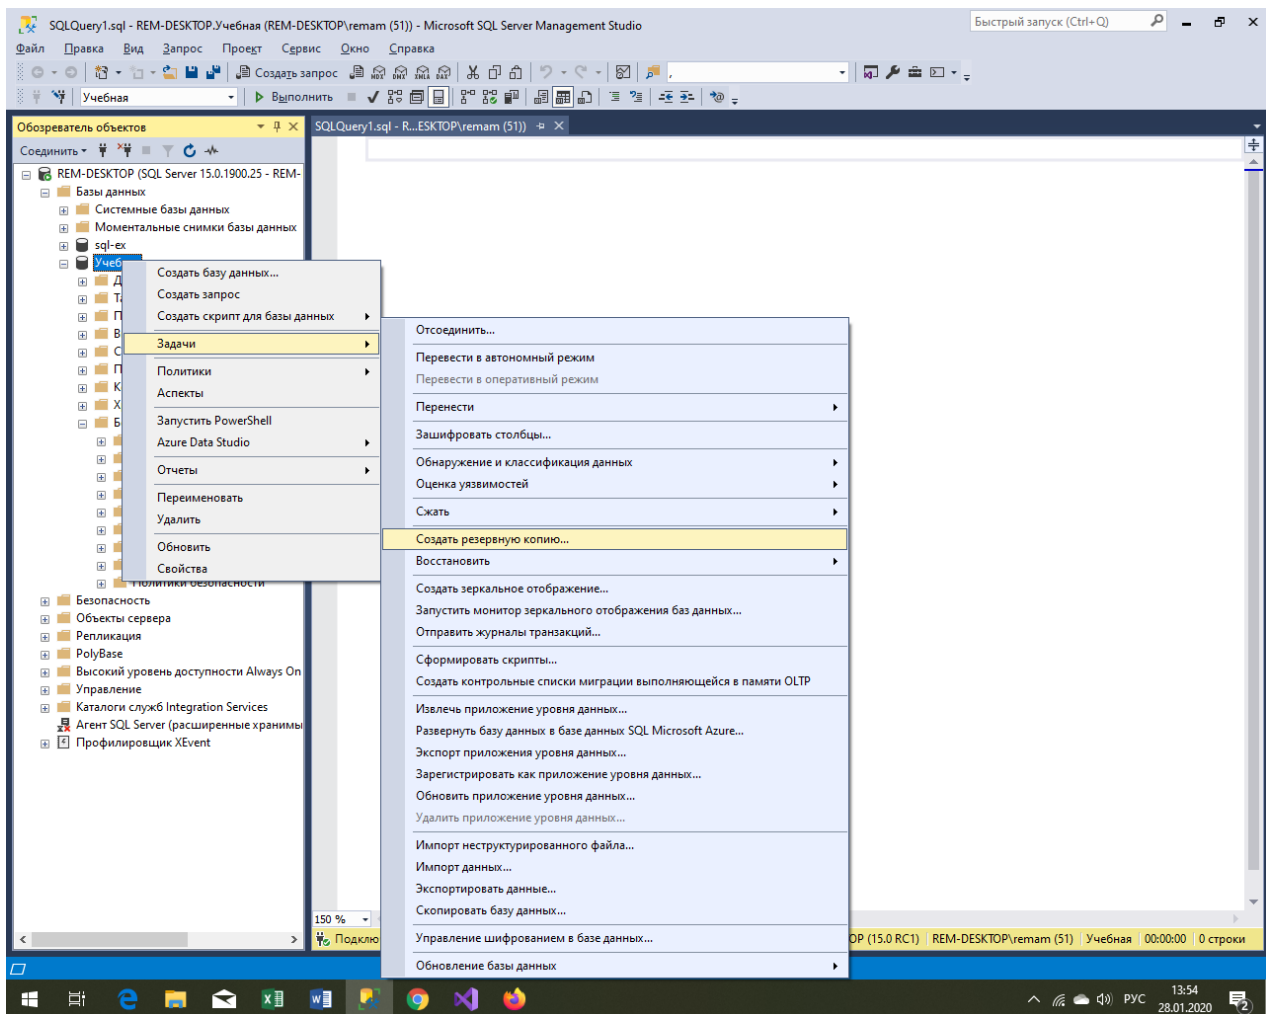 SQLQuery1.sql - REM-DESKTOP.Учебная (REM-DESKTOP\remam (51)) - Microsoft SQL Server Management Studio
Быстрый запуск (Ctrl+Q)
Файл Правка Вид Запрос Проект Сервис Окно Справка
Создать запрос
MDX DMX XMLA DAX
Учебная
Выполнить
Обозреватель объектов
SQLQuery1.sql - R...ESKTOP\remam (51))
Соединить
REM-DESKTOP (SQL Server 15.0.1900.25 - REM-
Базы данных
Системные базы данных
Моментальные снимки базы данных
sql-ex
Учеб
Д
Та
П
В
С
П
К
Х
Б
Политики безопасности
Безопасность
Объекты сервера
Репликация
PolyBase
Высокий уровень доступности Always On
Управление
Каталоги служб Integration Services
Агент SQL Server (расширенные хранимы
Профилировщик XEvent
Создать базу данных...
Создать запрос
Создать скрипт для базы данных
Задачи
Политики
Аспекты
Запустить PowerShell
Azure Data Studio
Отчеты
Переименовать
Удалить
Обновить
Свойства
Отсоединить...
Перевести в автономный режим
Перевести в оперативный режим
Перенести
Зашифровать столбцы...
Обнаружение и классификация данных
Оценка уязвимостей
Сжать
Создать резервную копию...
Восстановить
Создать зеркальное отображение...
Запустить монитор зеркального отображения баз данных...
Отправить журналы транзакций...
Сформировать скрипты...
Создать контрольные списки миграции выполняющейся в памяти OLTP
Извлечь приложение уровня данных...
Развернуть базу данных в базе данных SQL Microsoft Azure...
Экспорт приложения уровня данных...
Зарегистрировать как приложение уровня данных...
Обновить приложение уровня данных...
Удалить приложение уровня данных...
Импорт неструктурированного файла...
Импорт данных...
Экспортировать данные...
Скопировать базу данных...
Управление шифрованием в базе данных...
Обновление базы данных
150 %
Подклю
OP (15.0 RC1) REM-DESKTOP\remam (51) Учебная 00:00:00 0 строки
РУС
13:54
28.01.2020
2